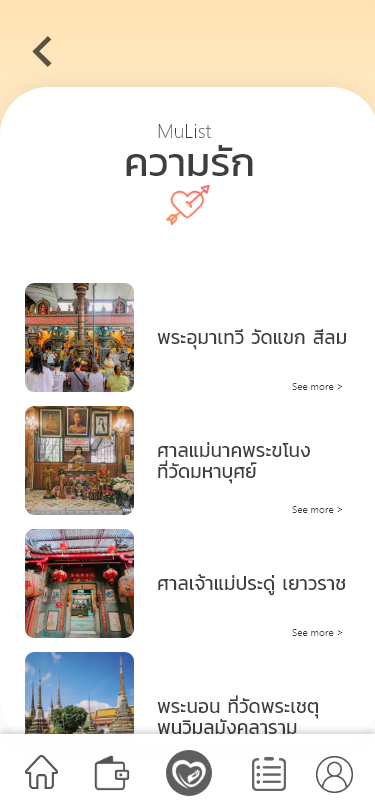 MuList
ความรัก
พระอุมาเทวี วัดแขก สีลม
See more >
ศาลแม่นาคพระขโนง
ที่วัดมหาบุศย์
See more >
ศาลเจ้าแม่ประดู่ เยาวราช
See more >
พระนอน ที่วัดพระเชตุ
พนวิมลมังคลาราม